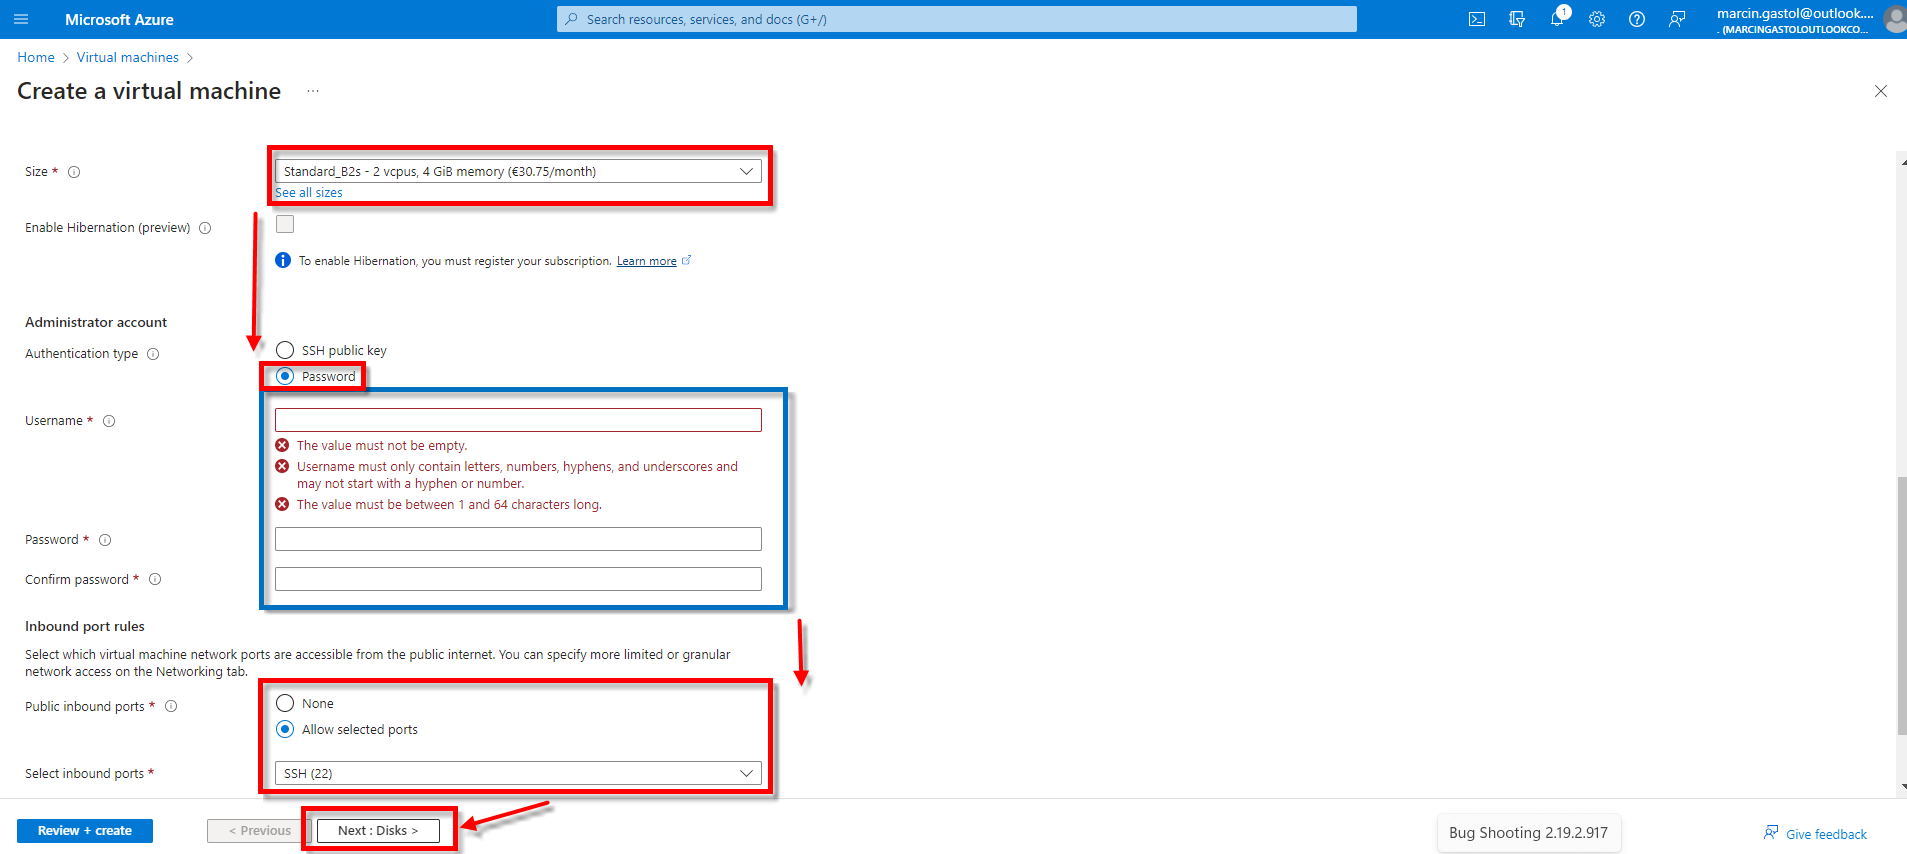 Microsoft Azure
Search resources, services, and docs (G+/)
1
marcin.gastol@outlook....
. (MARCINGASTOLOUTLOOKCO...
Home > Virtual machines >
Create a virtual machine ...
Size *
Standard_B2s - 2 vcpus, 4 GiB memory (€30.75/month)
See all sizes
Enable Hibernation (preview)
To enable Hibernation, you must register your subscription. Learn more
Administrator account
Authentication type
SSH public key
Password
Username *
The value must not be empty.
Username must only contain letters, numbers, hyphens, and underscores and
may not start with a hyphen or number.
The value must be between 1 and 64 characters long.
Password *
Confirm password *
Inbound port rules
Select which virtual machine network ports are accessible from the public internet. You can specify more limited or granular
network access on the Networking tab.
Public inbound ports *
None
Allow selected ports
Select inbound ports *
SSH (22)
Review + create
< Previous
Next : Disks >
Bug Shooting 2.19.2.917
Give feedback